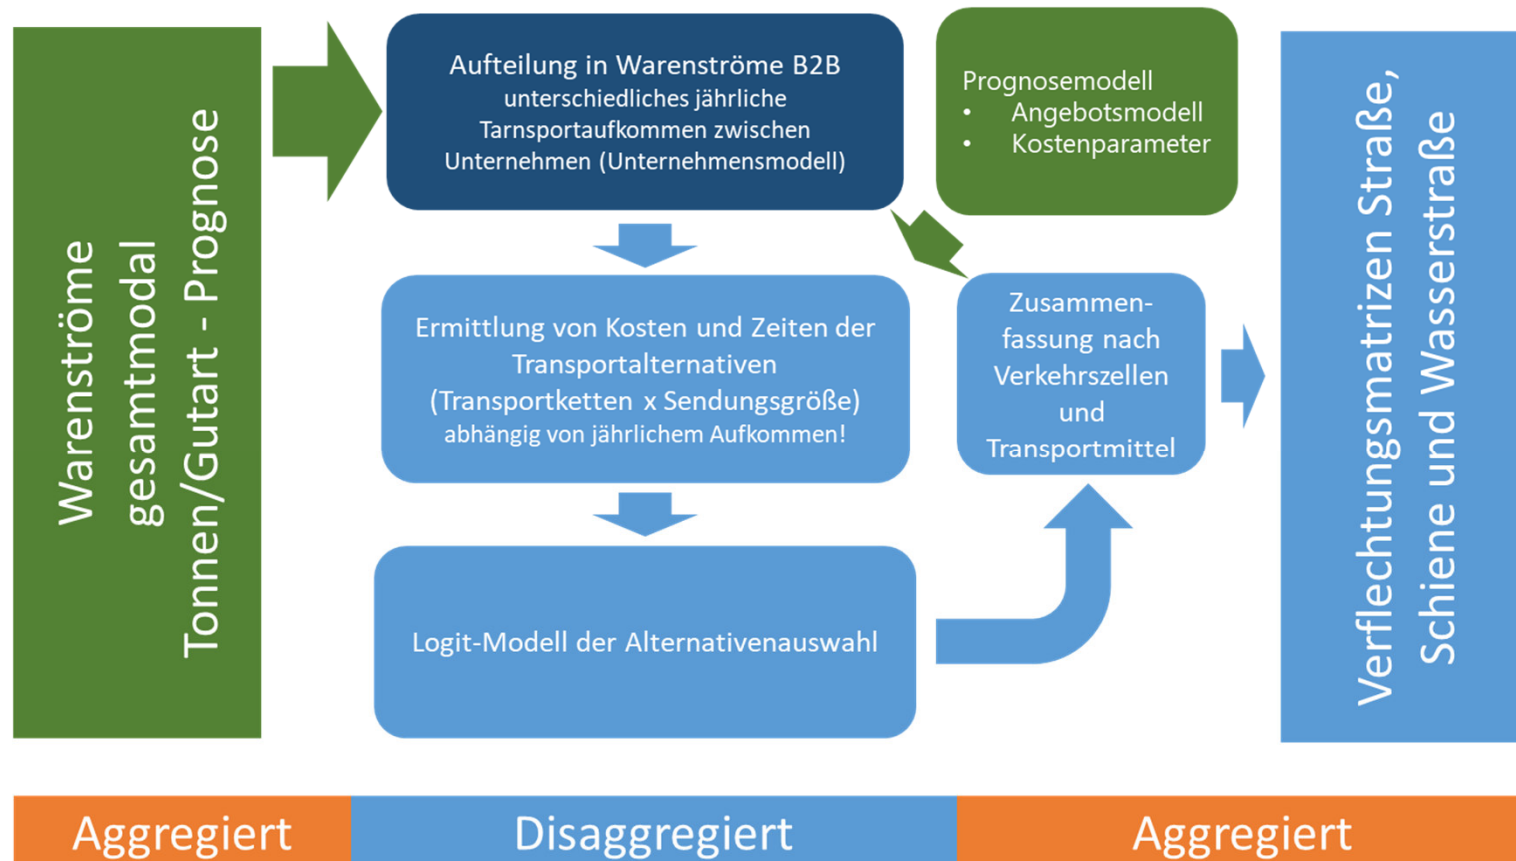 Warenströme
gesamtmodal
Tonnen/Gutart - Prognose
Aufteilung in Warenströme B2B
unterschiedliches jährliche
Tarnsportaufkommen zwischen
Unternehmen (Unternehmensmodell)
Prognosemodell
• Angebotsmodell
• Kostenparameter
Ermittlung von Kosten und Zeiten der
Transportalternativen
(Transportketten x Sendungsgröße)
abhängig von jährlichem Aufkommen!
Zusammen-
fassung nach
Verkehrszellen
und
Transportmittel
Logit-Modell der Alternativenauswahl
Verflechtungsmatrizen Straße,
Schiene und Wasserstraße
Aggregiert
Disaggregiert
Aggregiert